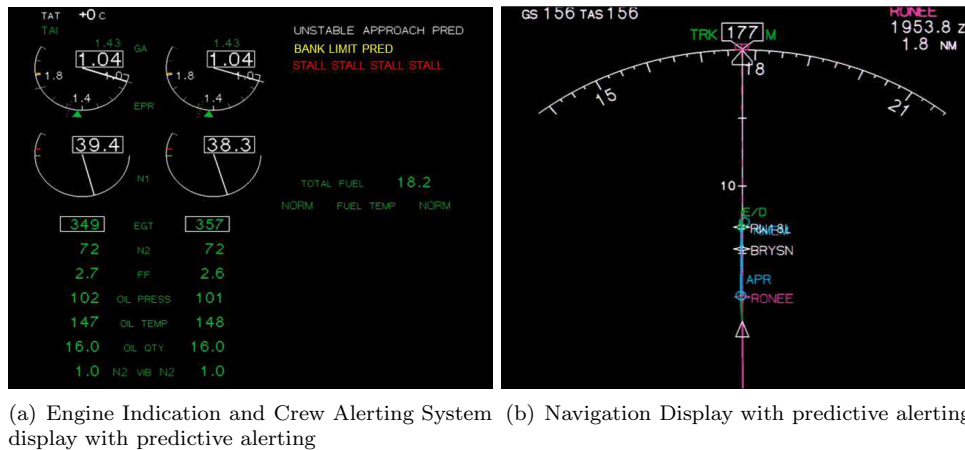 TAT +0 C
TAI
1.43 GA 1.43
1.04 1.04
1.8 1.0 1.8 1.0
1.4 1.4
EPR
39.4 38.3
N1
349 EGT 357
72 N2 72
2.7 FF 2.6
102 OIL PRESS 101
147 OIL TEMP 148
16.0 OIL QTY 16.0
1.0 N2 VIB N2 1.0
UNSTABLE APPROACH PRED
BANK LIMIT PRED
STALL STALL STALL STALL
TOTAL FUEL 18.2
NORM FUEL TEMP NORM
GS 156 TAS 156
RONEE
1953.8 Z
1.8 NM
TRK 177 M
15 18 21
10
E/D
BRYSN
APR
RONEE
(a) Engine Indication and Crew Alerting System
display with predictive alerting
(b) Navigation Display with predictive alerting